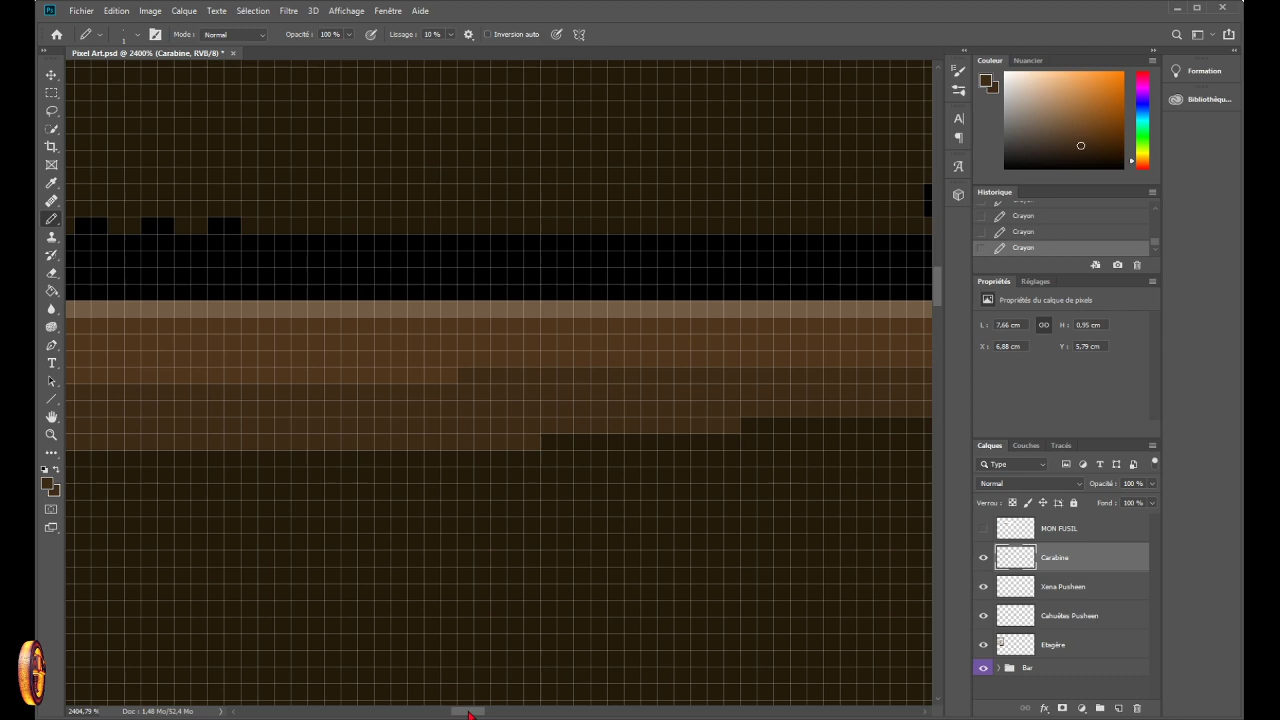 Ps Fichier Edition Image Calque Texte Sélection Filtre 3D Affichage Fenêtre Aide
1 Mode: Normal Opacité: 100 % Lissage: 10 % Inversion auto
Pixel Art.psd @ 2400% (Carabine, RVB/8) * ×
Couleur Nuancier
Formation
Bibliothèqu...
Historique
Crayon
Crayon
Crayon
Propriétés Réglages
Propriétés du calque de pixels
L: 7,66 cm H: 0,95 cm
X: 6,88 cm Y: 5,79 cm
Calques Couches Tracés
Type
Normal Opacité: 100 %
Verrou: Fond: 100 %
MON FUSIL
Carabine
Xena Pusheen
Cahuètes Pusheen
Etagère
Bar
2404,79 % Doc: 1,48 Mo/52,4 Mo